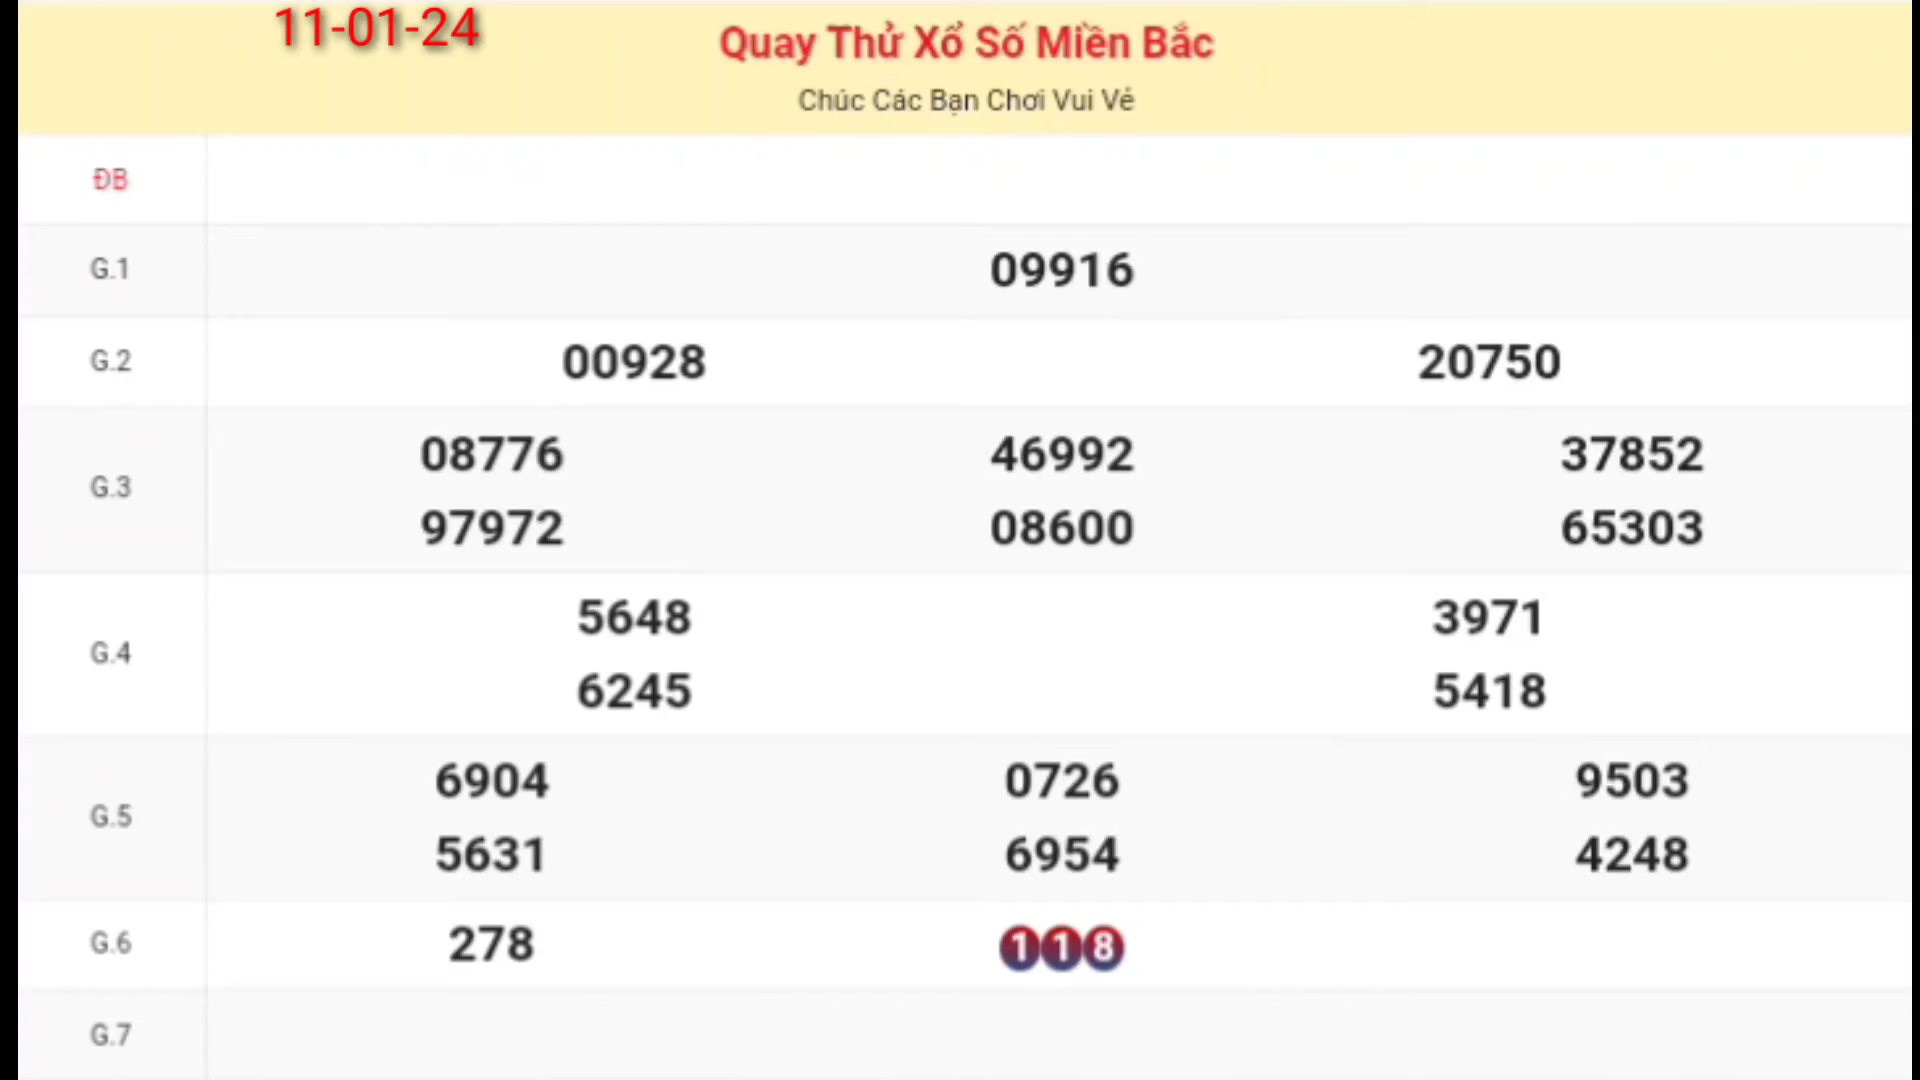 11-01-24
Quay Thử Xổ Số Miền Bắc
Chúc Các Bạn Chơi Vui Vẻ
ĐB
G.1 09916
G.2 00928 20750
G.3
08776 46992 37852
97972 08600 65303
G.4
5648 3971
6245 5418
G.5
6904 0726 9503
5631 6954 4248
G.6 278 118
G.7